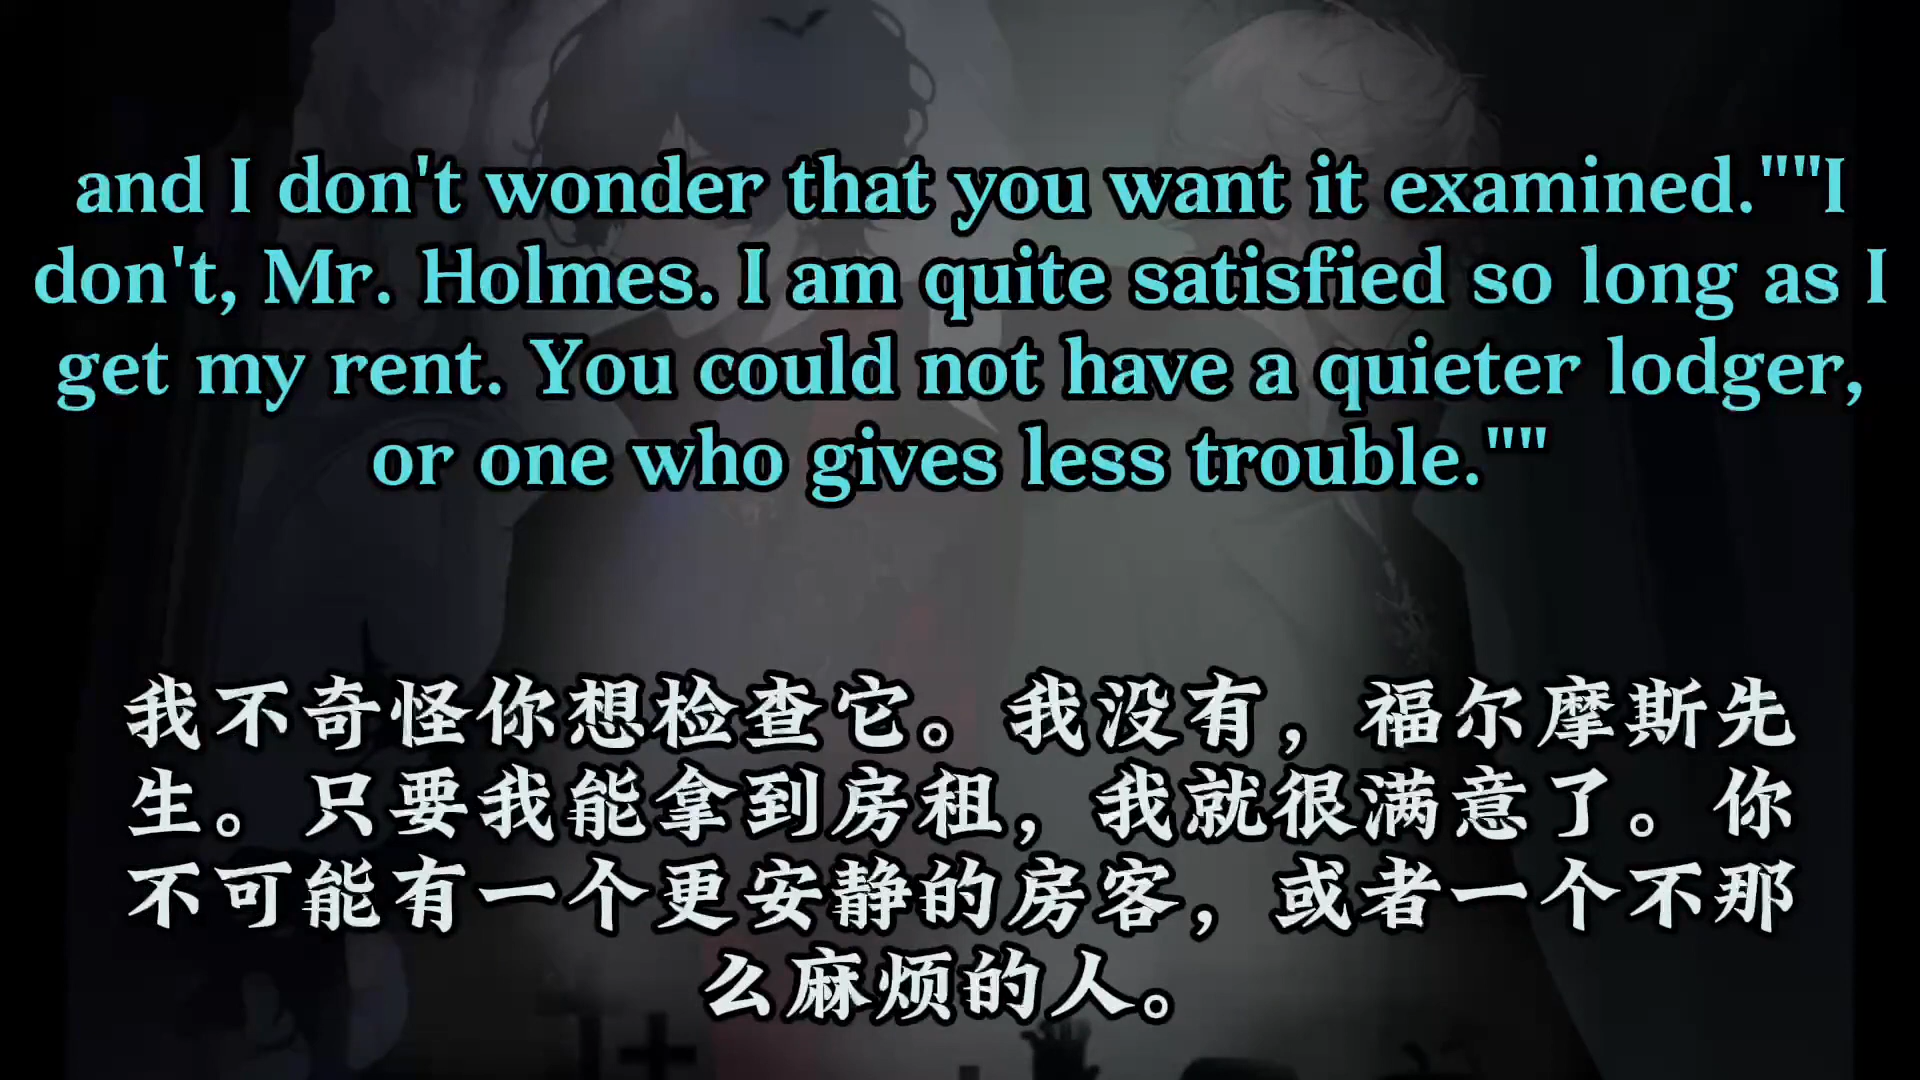 and I don't wonder that you want it examined.""I
don't, Mr. Holmes. I am quite satisfied so long as I
get my rent. You could not have a quieter lodger,
or one who gives less trouble.""
我不奇怪你想检查它。我没有，福尔摩斯先
生。只要我能拿到房租，我就很满意了。你
不可能有一个更安静的房客，或者一个不那
么麻烦的人。